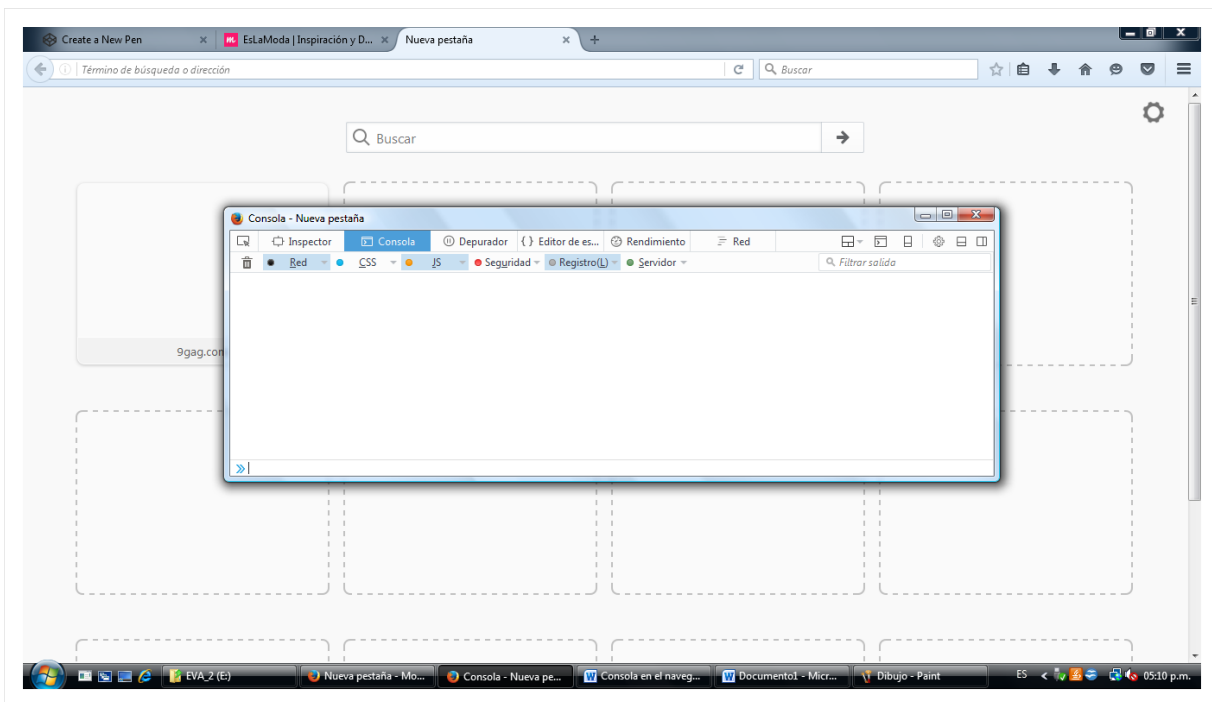 Create a New Pen
EsLaModa | Inspiración y D...
Nueva pestaña
Término de búsqueda o dirección
Buscar
Buscar
Consola - Nueva pestaña
Inspector
Consola
Depurador
{ } Editor de es...
Rendimiento
Red
Red
CSS
JS
Seguridad
Registro(L)
Servidor
Filtrar salida
9gag.com
EVA_2 (E:)
Nueva pestaña - Mo...
Consola - Nueva pe...
Consola en el naveg...
Documento1 - Micr...
Dibujo - Paint
ES
05:10 p.m.